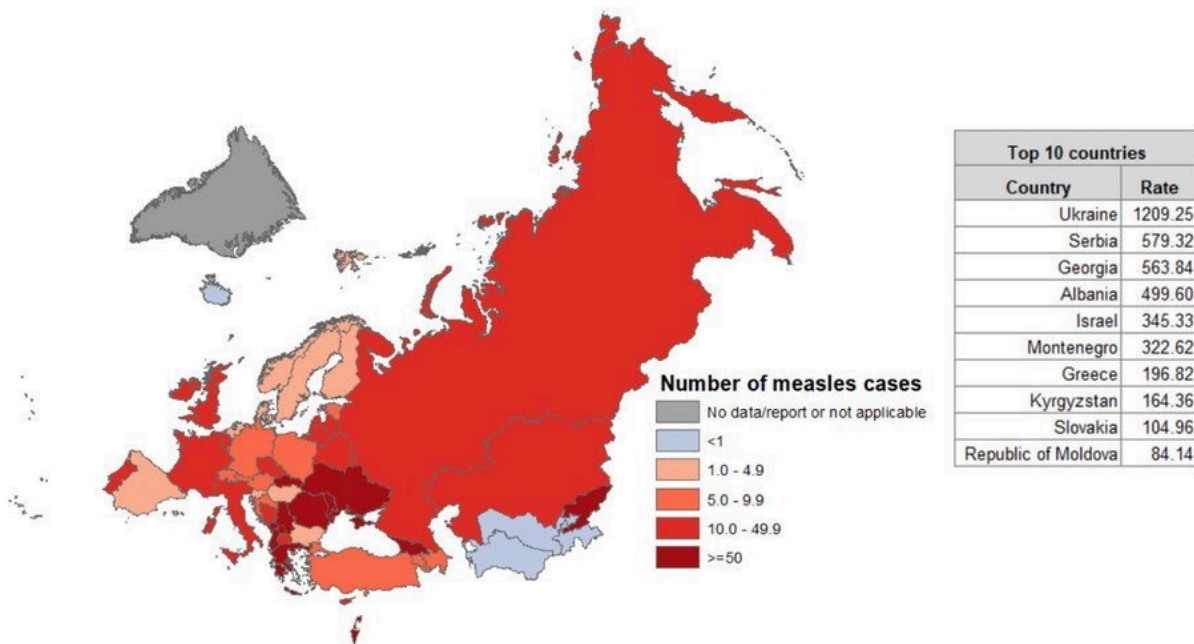 Top 10 countries
Country Rate
Ukraine 1209.25
Serbia 579.32
Georgia 563.84
Albania 499.60
Israel 345.33
Montenegro 322.62
Greece 196.82
Kyrgyzstan 164.36
Slovakia 104.96
Republic of Moldova 84.14
Number of measles cases
No data/report or not applicable
<1
1.0 - 4.9
5.0 - 9.9
10.0 - 49.9
>=50